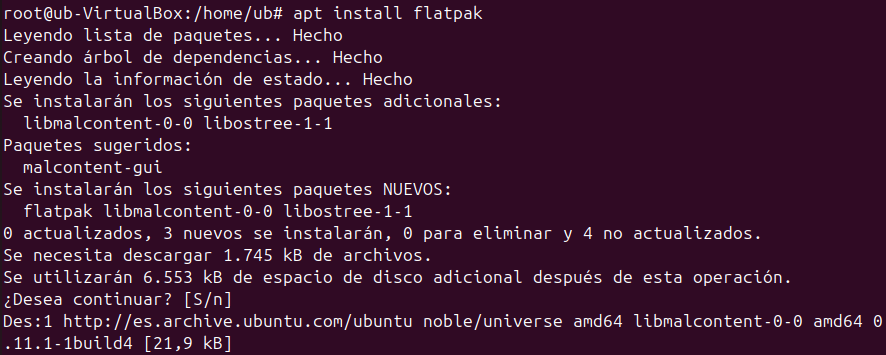 root@ub-VirtualBox:/home/ub# apt install flatpak
Leyendo lista de paquetes... Hecho
Creando árbol de dependencias... Hecho
Leyendo la información de estado... Hecho
Se instalarán los siguientes paquetes adicionales:
  libmalcontent-0-0 libostree-1-1
Paquetes sugeridos:
  malcontent-gui
Se instalarán los siguientes paquetes NUEVOS:
  flatpak libmalcontent-0-0 libostree-1-1
0 actualizados, 3 nuevos se instalarán, 0 para eliminar y 4 no actualizados.
Se necesita descargar 1.745 kB de archivos.
Se utilizarán 6.553 kB de espacio de disco adicional después de esta operación.
¿Desea continuar? [S/n]
Des:1 http://es.archive.ubuntu.com/ubuntu noble/universe amd64 libmalcontent-0-0 amd64 0
.11.1-1build4 [21,9 kB]